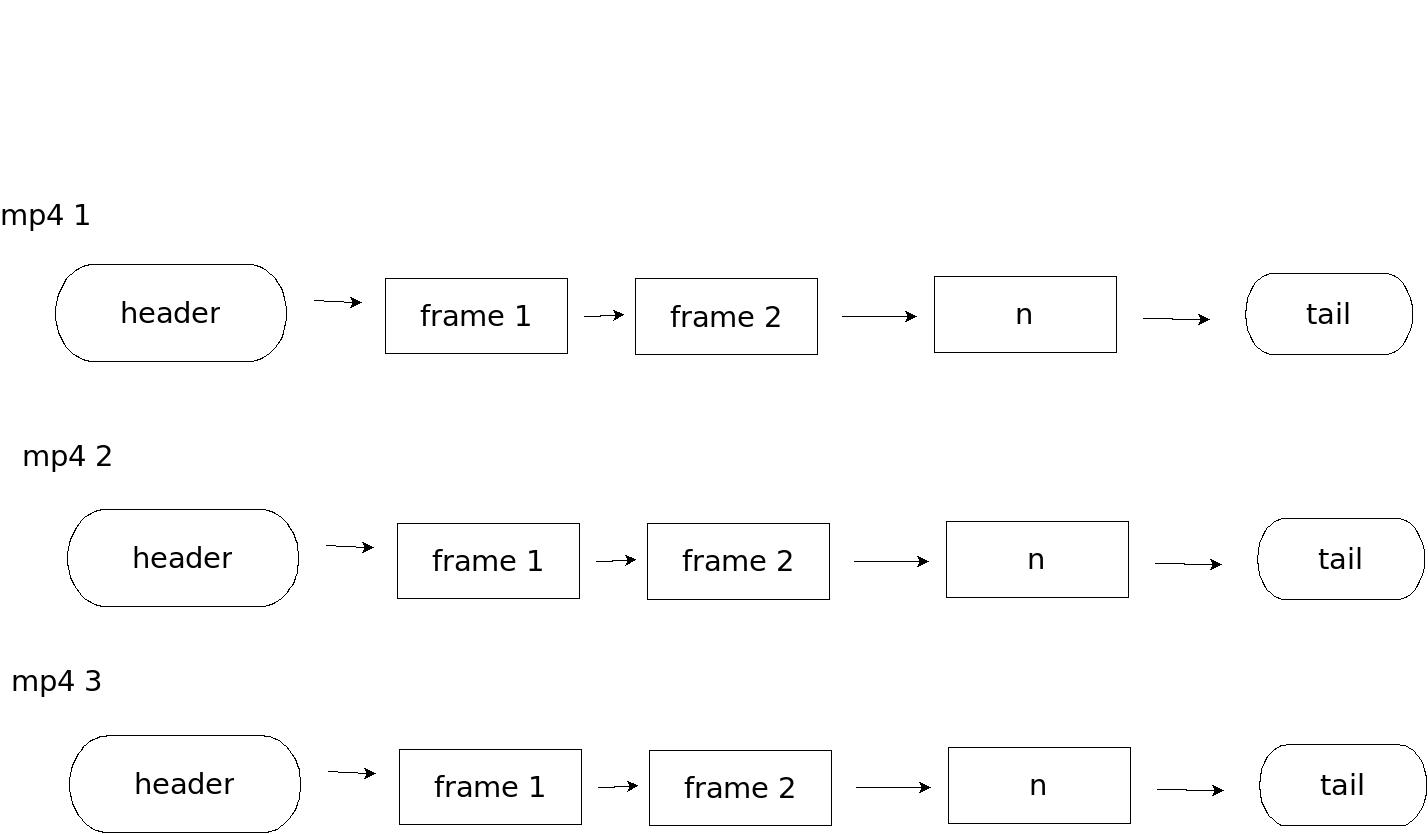 mp4 1
header
frame 1
frame 2
n
tail
mp4 2
header
frame 1
frame 2
n
tail
mp4 3
header
frame 1
frame 2
n
tail